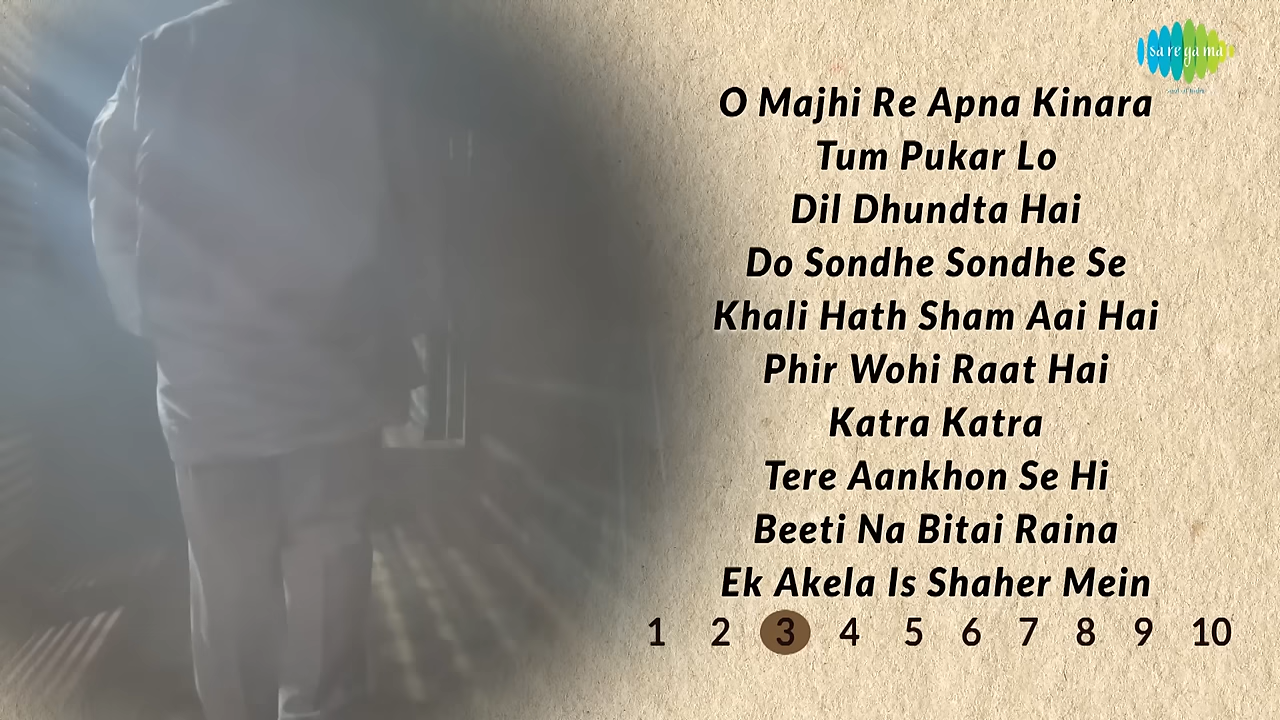 sa re ga ma
O Majhi Re Apna Kinara
Tum Pukar Lo
Dil Dhundta Hai
Do Sondhe Sondhe Se
Khali Hath Sham Aai Hai
Phir Wohi Raat Hai
Katra Katra
Tere Aankhon Se Hi
Beeti Na Bitai Raina
Ek Akela Is Shaher Mein
1 2 3 4 5 6 7 8 9 10